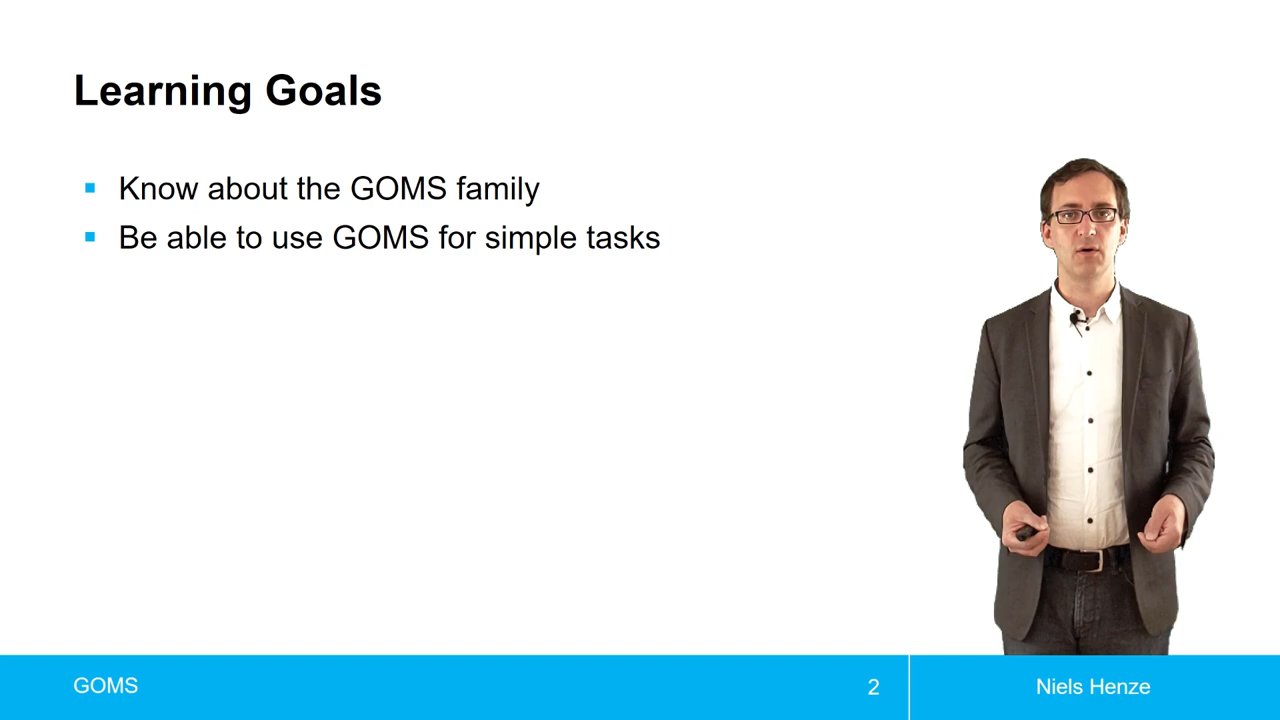 Learning Goals
Know about the GOMS family
Be able to use GOMS for simple tasks
GOMS
2
Niels Henze